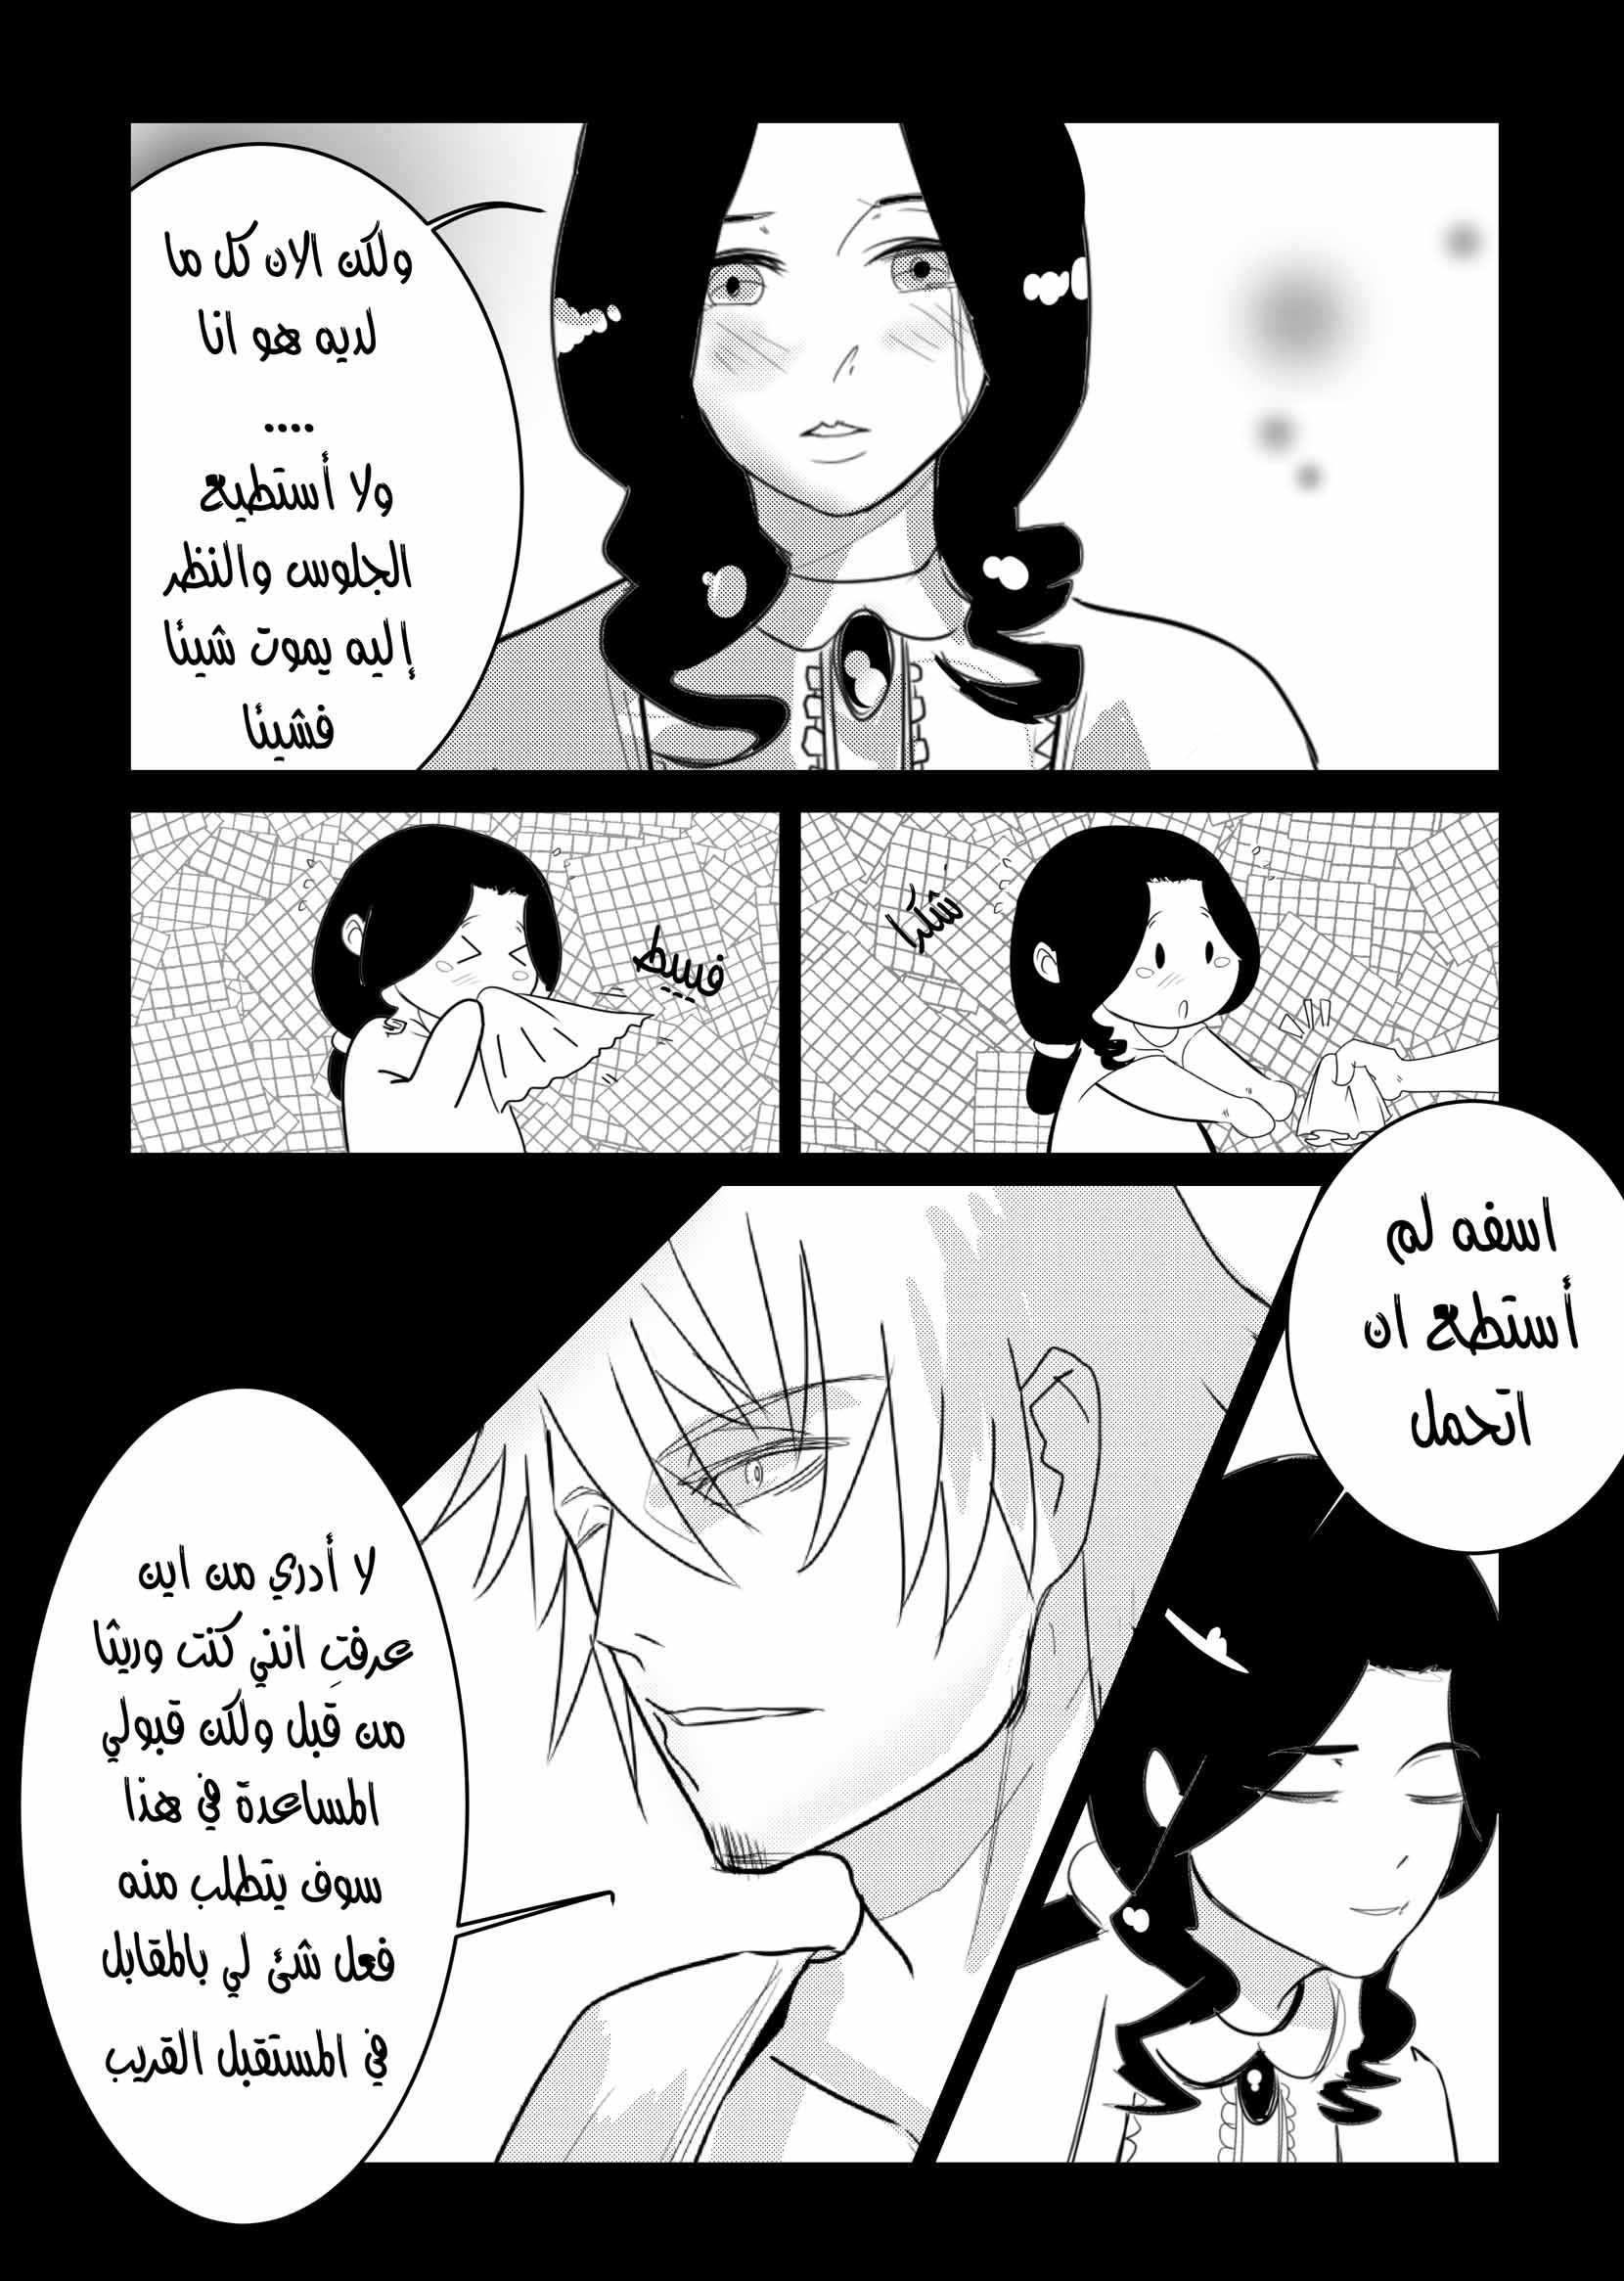 ولكن الان كل ما
لديه هو انا
....
ولا أستطيع
الجلوس والنظر
إليه يموت شيئا
فشيئا
شكرا
فييييط
اسفه لم
أستطع ان
اتحمل
لا أدري من اين
عرفتِ انني كنت وريثا
من قبل ولكن قبولي
المساعدة في هذا
سوف يتطلب منه
فعل شئ لي بالمقابل
في المستقبل القريب